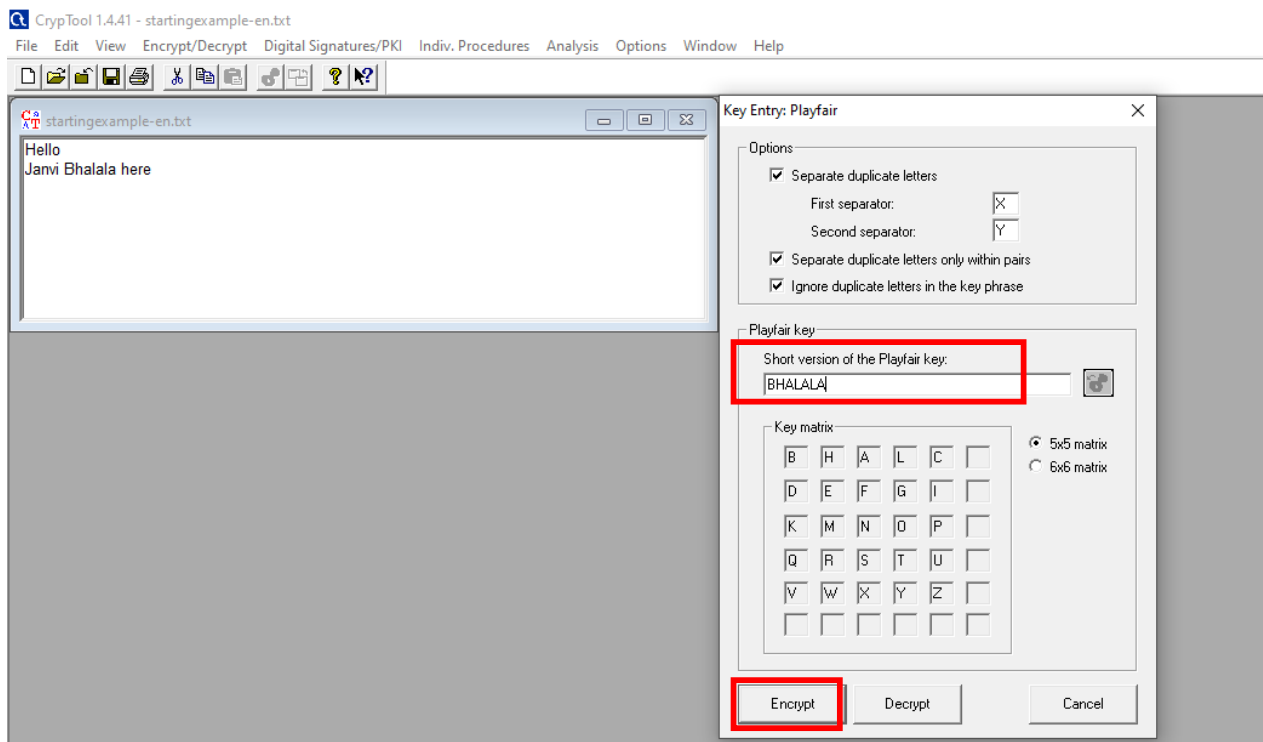 CrypTool 1.4.41 - startingexample-en.txt
File Edit View Encrypt/Decrypt Digital Signatures/PKI Indiv. Procedures Analysis Options Window Help
startingexample-en.txt
Hello
Janvi Bhalala here
Key Entry: Playfair
Options
Separate duplicate letters
First separator: X
Second separator: Y
Separate duplicate letters only within pairs
Ignore duplicate letters in the key phrase
Playfair key
Short version of the Playfair key:
BHALALA
Key matrix
B H A L C
D E F G I
K M N O P
Q R S T U
V W X Y Z
5x5 matrix
6x6 matrix
Encrypt Decrypt Cancel